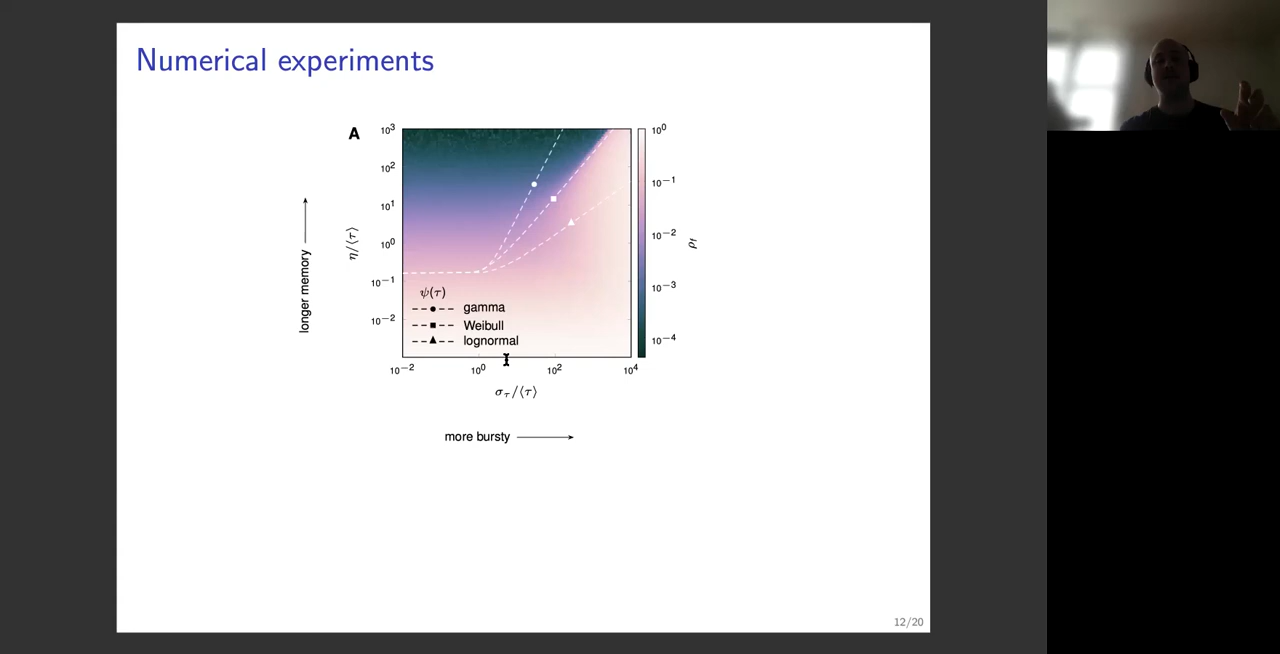 Numerical experiments
A
10³
10²
10¹
10⁰
10⁻¹
10⁻²
η/⟨τ⟩
longer memory
ψ(τ)
gamma
Weibull
lognormal
10⁻² 10⁰ 10² 10⁴
σ_τ/⟨τ⟩
more bursty
10⁰
10⁻¹
10⁻²
10⁻³
10⁻⁴
12/20